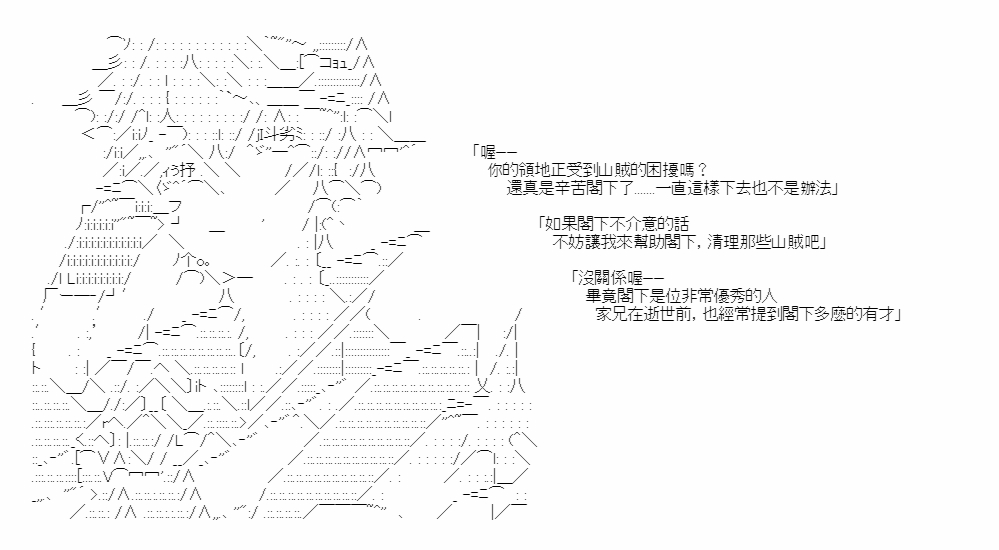 「喔——
你的領地正受到山賊的困擾嗎？
還真是辛苦閣下了.......一直這樣下去也不是辦法」
「如果閣下不介意的話
不妨讓我來幫助閣下，清理那些山賊吧」
「沒關係喔——
畢竟閣下是位非常優秀的人
家兄在逝世前，也經常提到閣下多麼的有才」